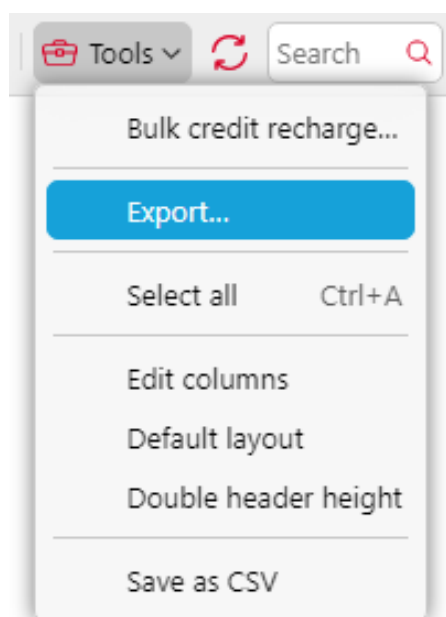 Tools
Search
Bulk credit recharge...
Export...
Select all Ctrl+A
Edit columns
Default layout
Double header height
Save as CSV